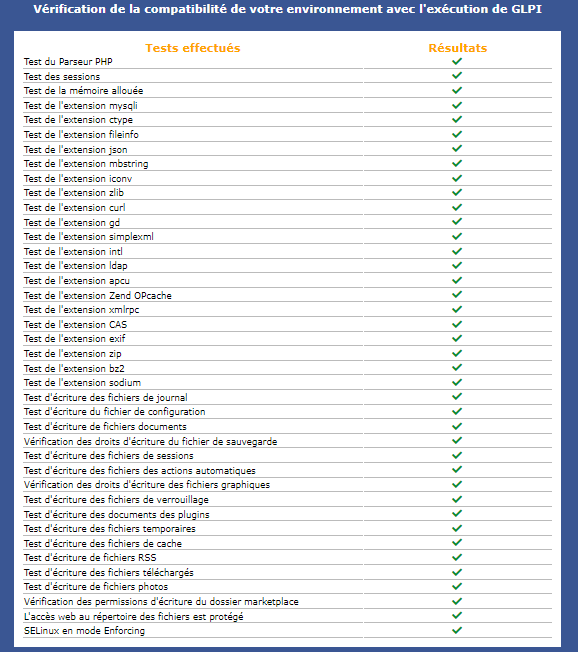 Vérification de la compatibilité de votre environnement avec l'exécution de GLPI
Tests effectués Résultats
Test du Parseur PHP
Test des sessions
Test de la mémoire allouée
Test de l'extension mysqli
Test de l'extension ctype
Test de l'extension fileinfo
Test de l'extension json
Test de l'extension mbstring
Test de l'extension iconv
Test de l'extension zlib
Test de l'extension curl
Test de l'extension gd
Test de l'extension simplexml
Test de l'extension intl
Test de l'extension ldap
Test de l'extension apcu
Test de l'extension Zend OPcache
Test de l'extension xmlrpc
Test de l'extension CAS
Test de l'extension exif
Test de l'extension zip
Test de l'extension bz2
Test de l'extension sodium
Test d'écriture des fichiers de journal
Test d'écriture du fichier de configuration
Test d'écriture de fichiers documents
Vérification des droits d'écriture du fichier de sauvegarde
Test d'écriture des fichiers de sessions
Test d'écriture des fichiers des actions automatiques
Vérification des droits d'écriture des fichiers graphiques
Test d'écriture des fichiers de verrouillage
Test d'écriture des documents des plugins
Test d'écriture des fichiers temporaires
Test d'écriture des fichiers de cache
Test d'écriture de fichiers RSS
Test d'écriture des fichiers téléchargés
Test d'écriture de fichiers photos
Vérification des permissions d'écriture du dossier marketplace
L'accès web au répertoire des fichiers est protégé
SELinux en mode Enforcing